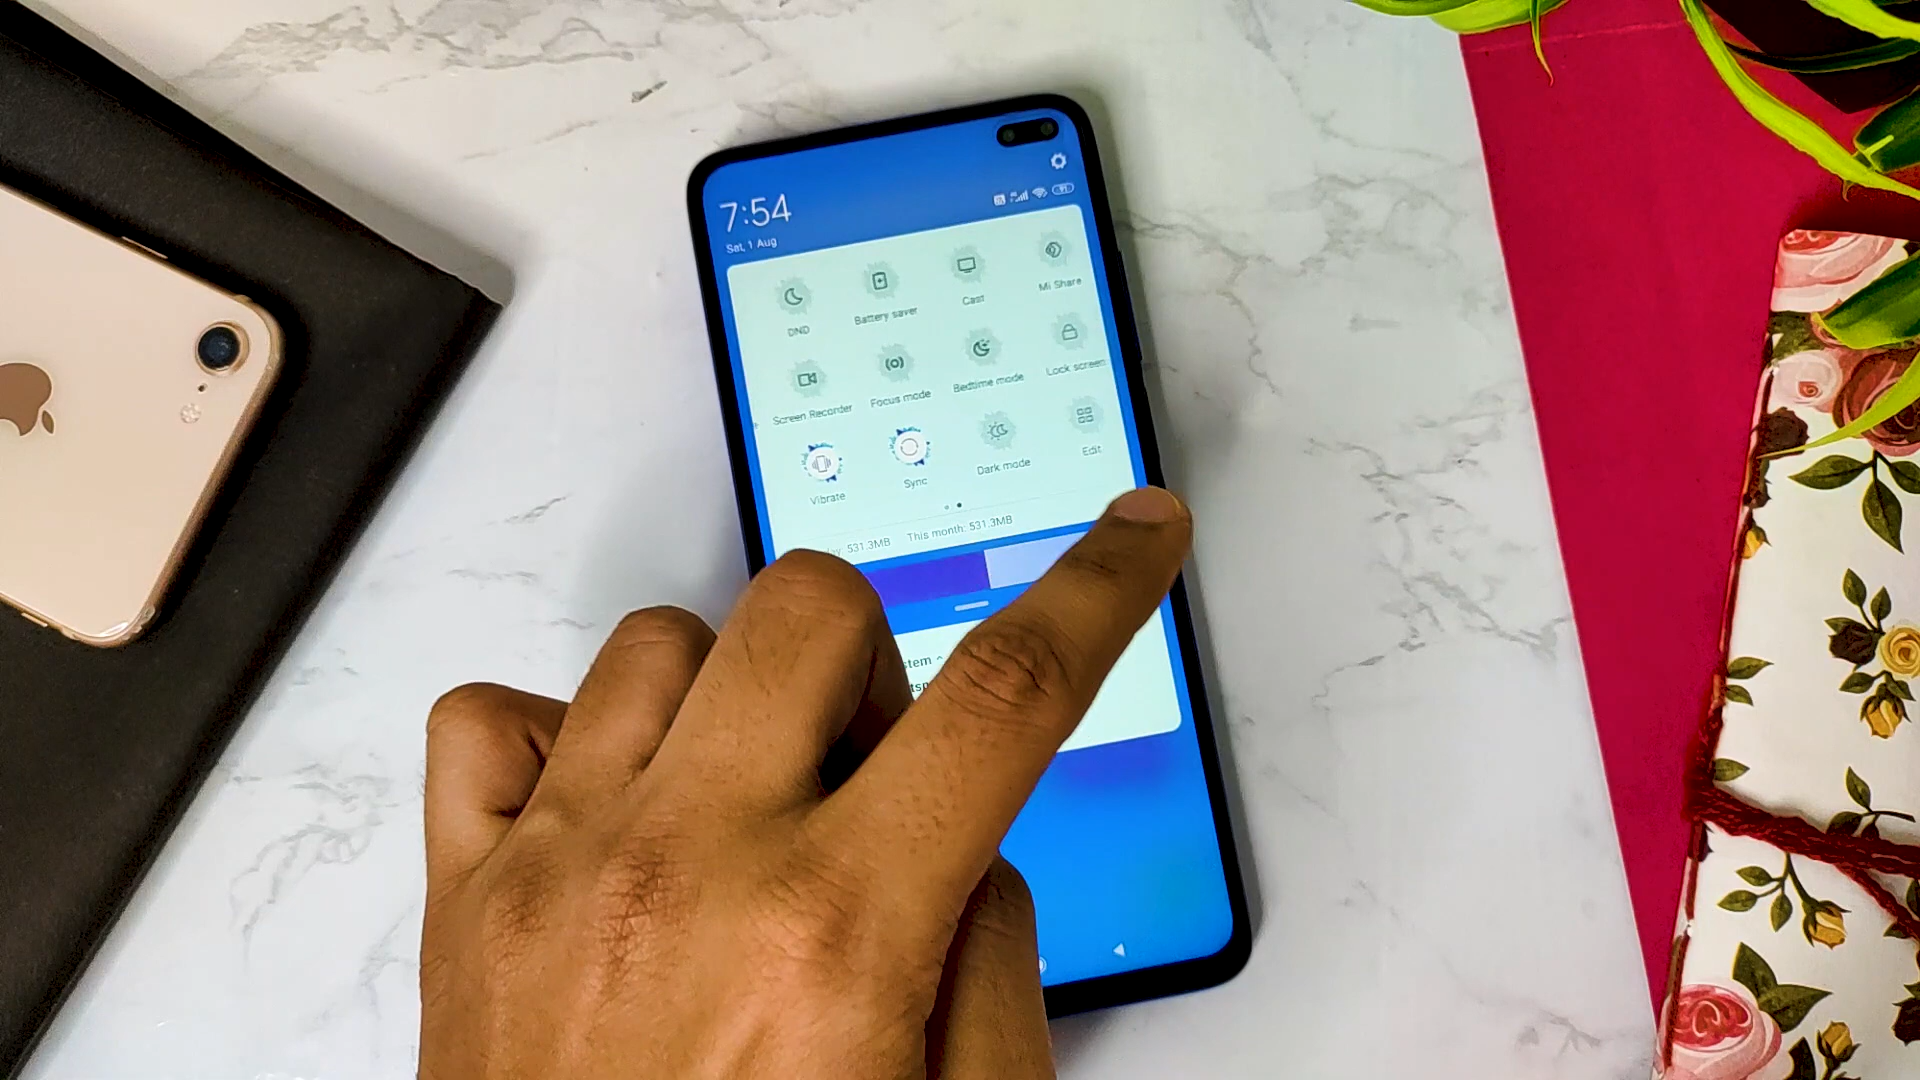 7:54
Sat, 1 Aug
DND
Battery saver
Cast
Mi Share
Screen Recorder
Focus mode
Bedtime mode
Lock screen
Vibrate
Sync
Dark mode
Edit
531.3MB This month: 531.3MB